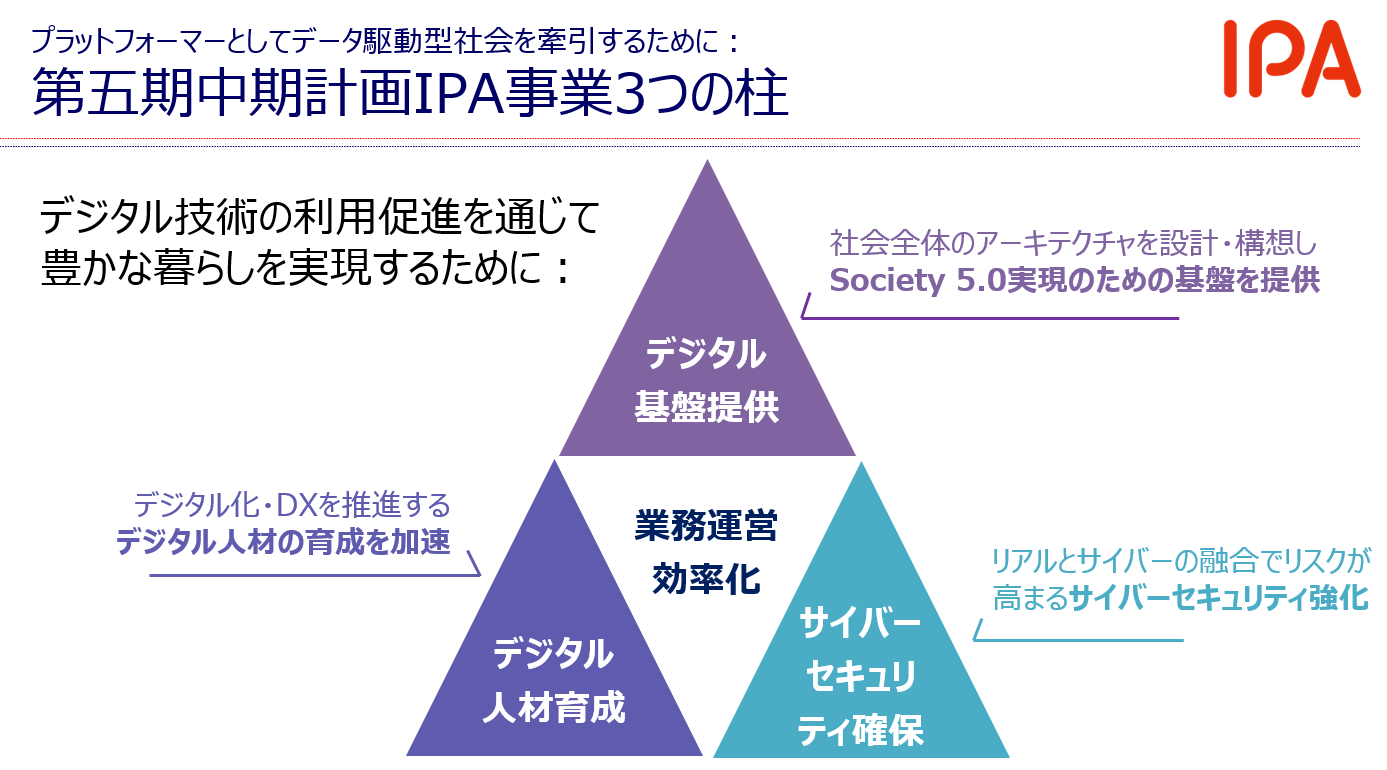 プラットフォーマーとしてデータ駆動型社会を牽引するために：
第五期中期計画IPA事業3つの柱
IPA
デジタル技術の利用促進を通じて
豊かな暮らしを実現するために：
社会全体のアーキテクチャを設計・構想し
Society 5.0実現のための基盤を提供
デジタル
基盤提供
デジタル化・DXを推進する
デジタル人材の育成を加速
業務運営
効率化
リアルとサイバーの融合でリスクが
高まるサイバーセキュリティ強化
デジタル
人材育成
サイバー
セキュリ
ティ確保